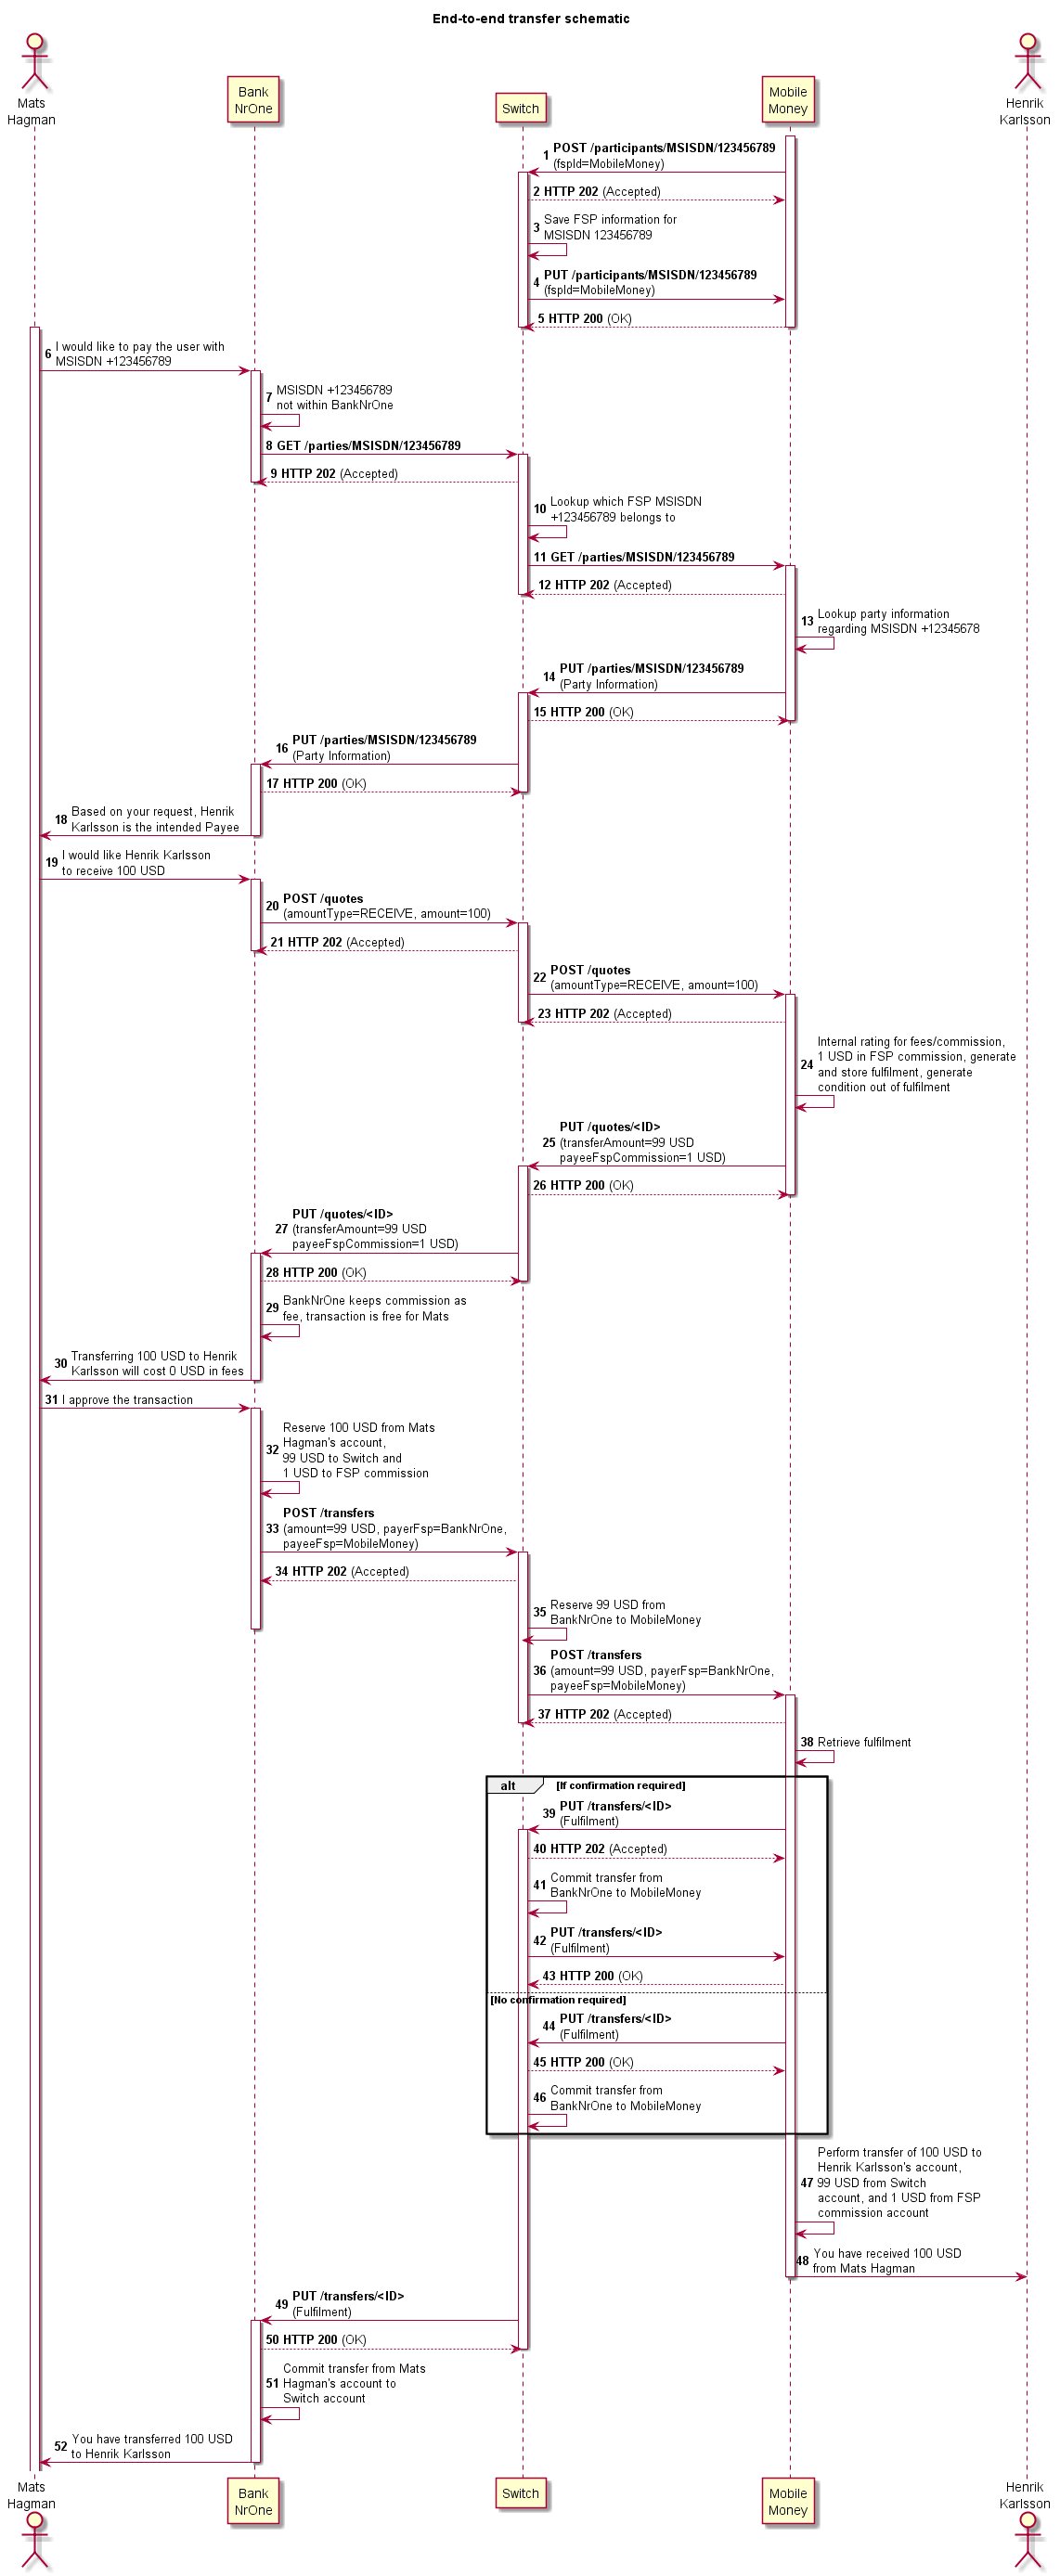 End-to-end transfer schematic
Mats
Hagman
Bank
NrOne
Switch
Mobile
Money
Henrik
Karlsson
1 POST /participants/MSISDN/123456789
(fspId=MobileMoney)
2 HTTP 202 (Accepted)
3 Save FSP information for
MSISDN 123456789
4 PUT /participants/MSISDN/123456789
(fspId=MobileMoney)
5 HTTP 200 (OK)
6 I would like to pay the user with
MSISDN +123456789
7 MSISDN +123456789
not within BankNrOne
8 GET /parties/MSISDN/123456789
9 HTTP 202 (Accepted)
10 Lookup which FSP MSISDN
+123456789 belongs to
11 GET /parties/MSISDN/123456789
12 HTTP 202 (Accepted)
13 Lookup party information
regarding MSISDN +12345678
14 PUT /parties/MSISDN/123456789
(Party Information)
15 HTTP 200 (OK)
16 PUT /parties/MSISDN/123456789
(Party Information)
17 HTTP 200 (OK)
18 Based on your request, Henrik
Karlsson is the intended Payee
19 I would like Henrik Karlsson
to receive 100 USD
20 POST /quotes
(amountType=RECEIVE, amount=100)
21 HTTP 202 (Accepted)
22 POST /quotes
(amountType=RECEIVE, amount=100)
23 HTTP 202 (Accepted)
24 Internal rating for fees/commission,
1 USD in FSP commission, generate
and store fulfilment, generate
condition out of fulfilment
25 PUT /quotes/<ID>
(transferAmount=99 USD
payeeFspCommission=1 USD)
26 HTTP 200 (OK)
27 PUT /quotes/<ID>
(transferAmount=99 USD
payeeFspCommission=1 USD)
28 HTTP 200 (OK)
29 BankNrOne keeps commission as
fee, transaction is free for Mats
30 Transferring 100 USD to Henrik
Karlsson will cost 0 USD in fees
31 I approve the transaction
32 Reserve 100 USD from Mats
Hagman's account,
99 USD to Switch and
1 USD to FSP commission
33 POST /transfers
(amount=99 USD, payerFsp=BankNrOne,
payeeFsp=MobileMoney)
34 HTTP 202 (Accepted)
35 Reserve 99 USD from
BankNrOne to MobileMoney
36 POST /transfers
(amount=99 USD, payerFsp=BankNrOne,
payeeFsp=MobileMoney)
37 HTTP 202 (Accepted)
38 Retrieve fulfilment
alt [If confirmation required]
39 PUT /transfers/<ID>
(Fulfilment)
40 HTTP 202 (Accepted)
41 Commit transfer from
BankNrOne to MobileMoney
42 PUT /transfers/<ID>
(Fulfilment)
43 HTTP 200 (OK)
[No confirmation required]
44 PUT /transfers/<ID>
(Fulfilment)
45 HTTP 200 (OK)
46 Commit transfer from
BankNrOne to MobileMoney
47 Perform transfer of 100 USD to
Henrik Karlsson's account,
99 USD from Switch
account, and 1 USD from FSP
commission account
48 You have received 100 USD
from Mats Hagman
49 PUT /transfers/<ID>
(Fulfilment)
50 HTTP 200 (OK)
51 Commit transfer from Mats
Hagman's account to
Switch account
52 You have transferred 100 USD
to Henrik Karlsson
Mats
Hagman
Bank
NrOne
Switch
Mobile
Money
Henrik
Karlsson